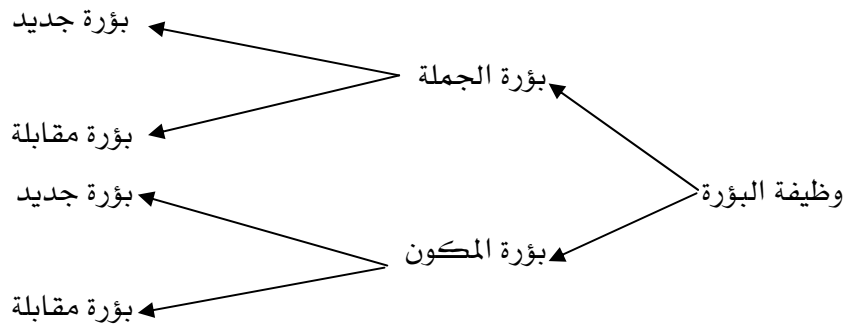 بؤرة جديد
بؤرة الجملة
بؤرة مقابلة
وظيفة البؤرة
بؤرة جديد
بؤرة المكون
بؤرة مقابلة